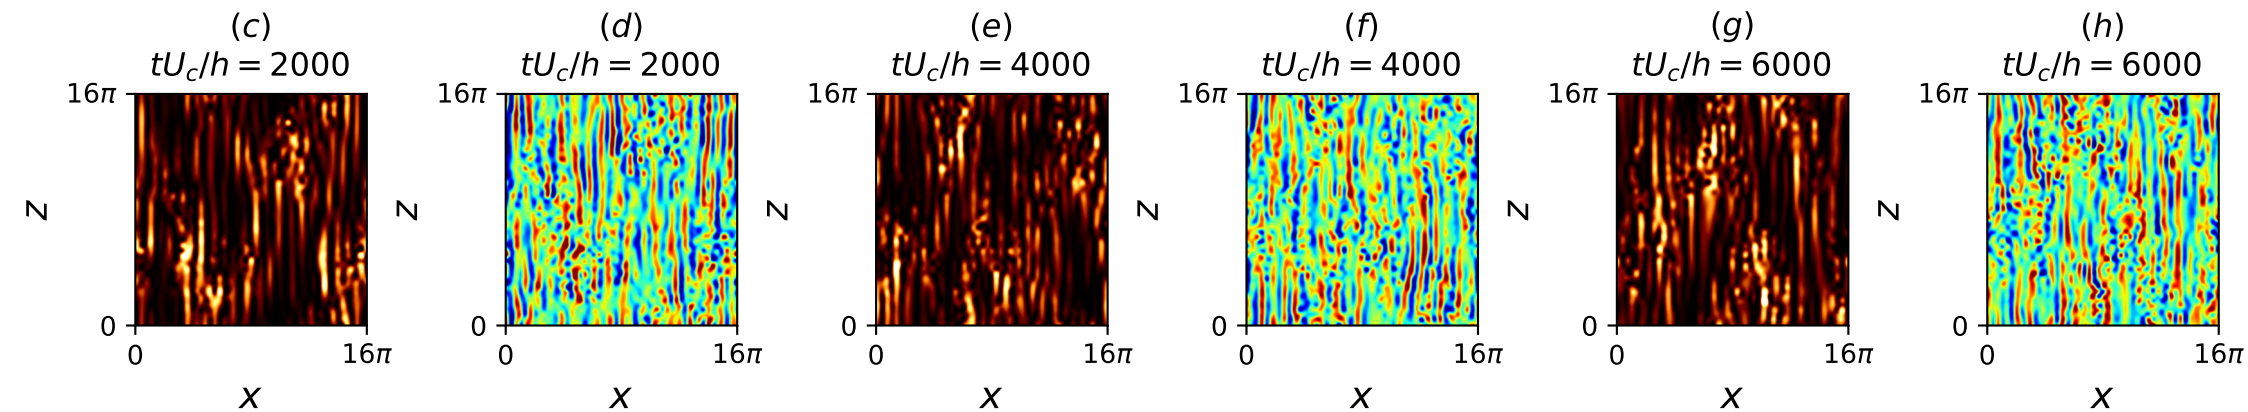 (c) (d) (e) (f) (g) (h)
tU_c/h = 2000 tU_c/h = 2000 tU_c/h = 4000 tU_c/h = 4000 tU_c/h = 6000 tU_c/h = 6000
16π 16π 16π 16π 16π 16π
z z z z z z
0 0 0 0 0 0
0 16π 0 16π 0 16π 0 16π 0 16π 0 16π
x x x x x x